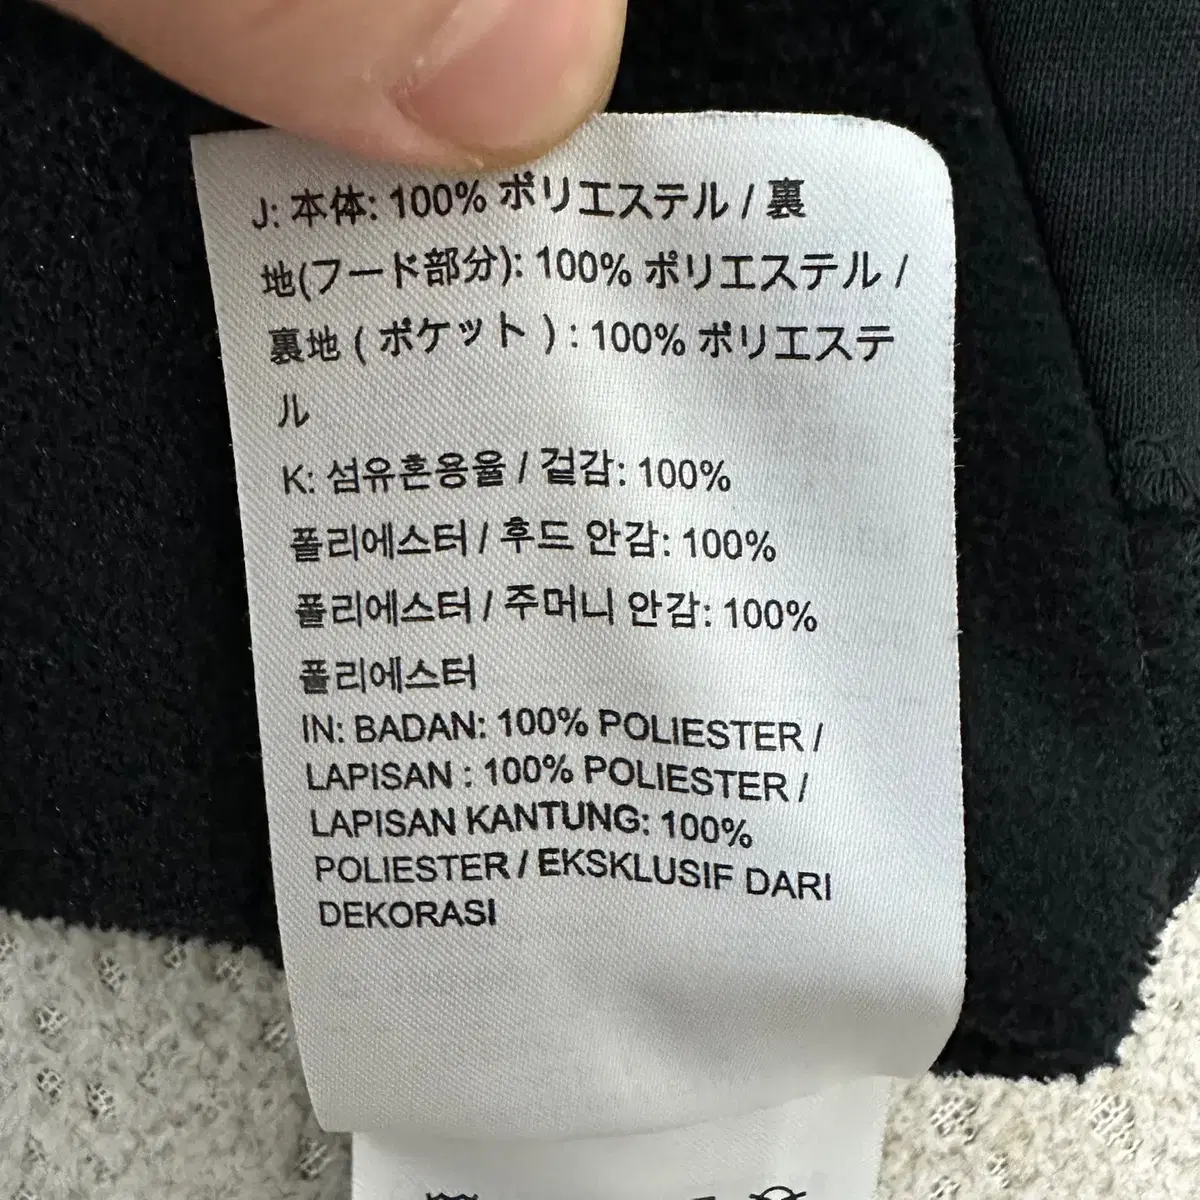 J: 本体: 100% ポリエステル / 裏
地(フード部分): 100% ポリエステル /
裏地 ( ポケット ) : 100% ポリエステ
ル
K: 섬유혼용율 / 겉감: 100%
폴리에스터 / 후드 안감: 100%
폴리에스터 / 주머니 안감: 100%
폴리에스터
IN: BADAN: 100% POLIESTER /
LAPISAN : 100% POLIESTER /
LAPISAN KANTUNG: 100%
POLIESTER / EKSKLUSIF DARI
DEKORASI